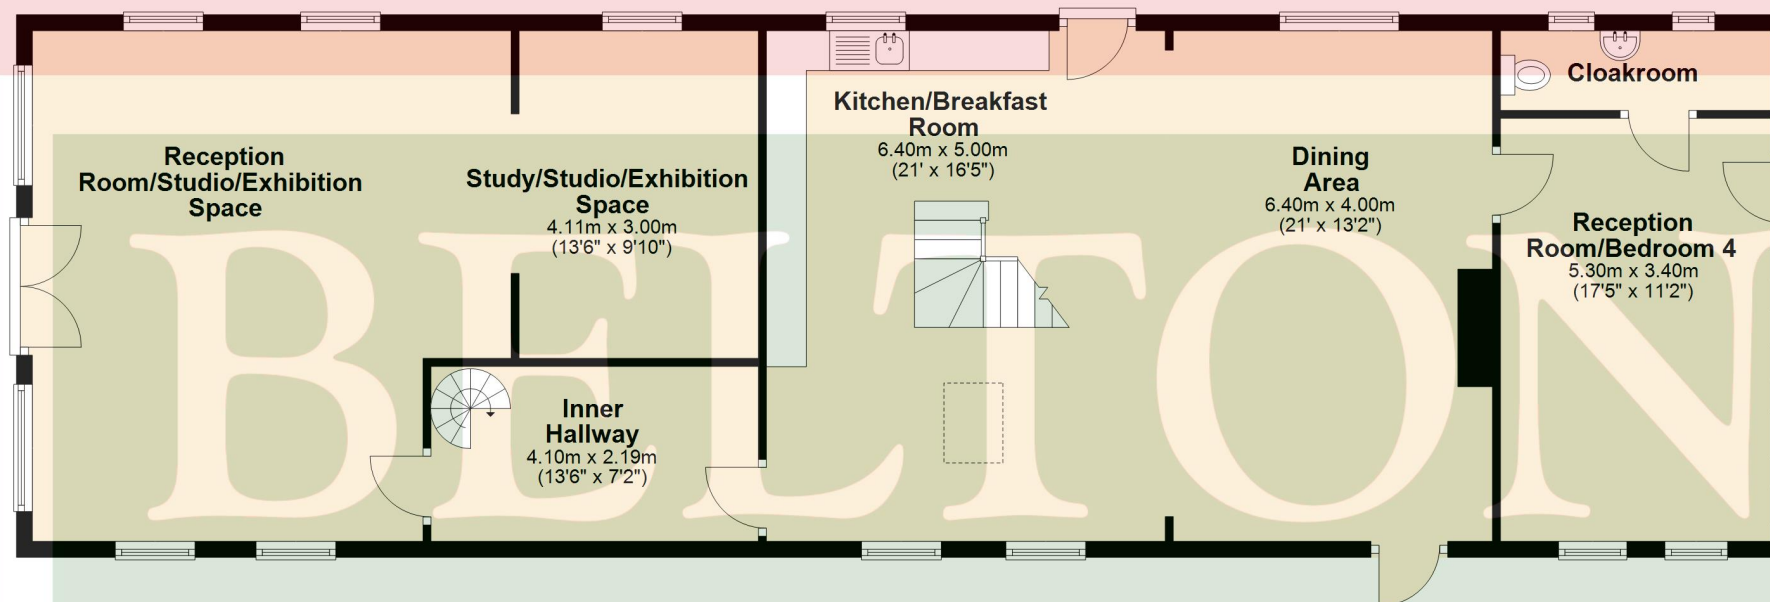 Reception
Room/Studio/Exhibition
Space
Study/Studio/Exhibition
Space
4.11m x 3.00m
(13'6" x 9'10")
Inner
Hallway
4.10m x 2.19m
(13'6" x 7'2")
Kitchen/Breakfast
Room
6.40m x 5.00m
(21' x 16'5")
Dining
Area
6.40m x 4.00m
(21' x 13'2")
Cloakroom
Reception
Room/Bedroom 4
5.30m x 3.40m
(17'5" x 11'2")
BELTON